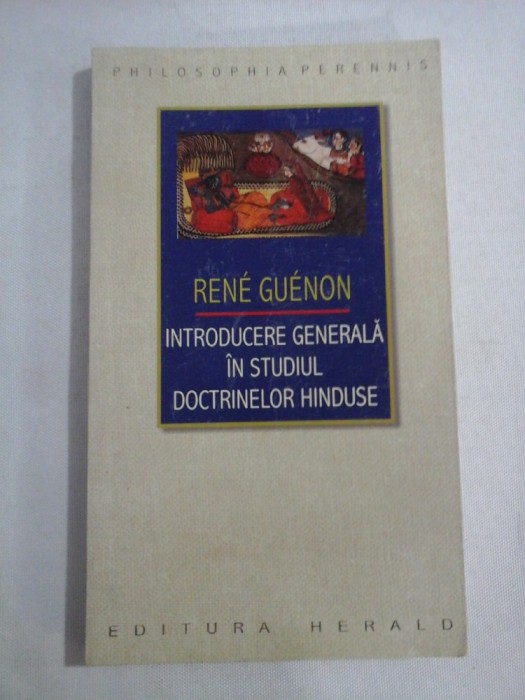 PHILOSOPHIA PERENNIS
RENÉ GUÉNON
INTRODUCERE GENERALĂ
ÎN STUDIUL
DOCTRINELOR HINDUSE
EDITURA HERALD